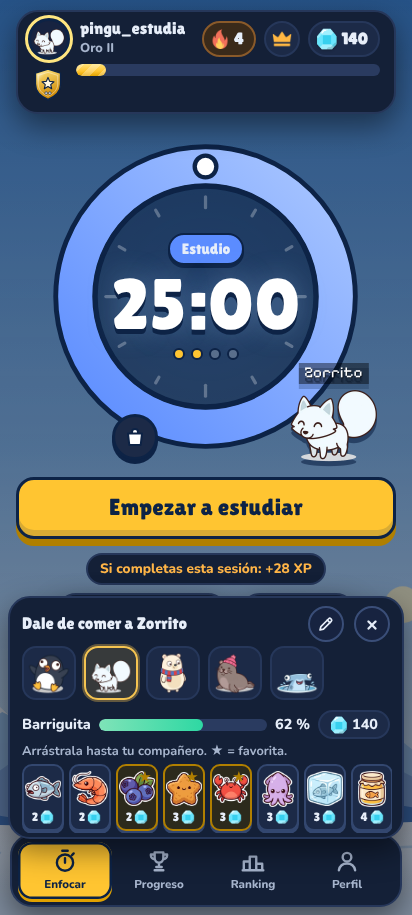 pingu_estudia
Oro II
4
140
Estudio
25:00
Zorrito
Empezar a estudiar
Si completas esta sesión: +28 XP
Dale de comer a Zorrito
Barriguita
62 %
140
Arrástrala hasta tu compañero. ★ = favorita.
2 2 2 3 3 3 3 4
Enfocar Progreso Ranking Perfil